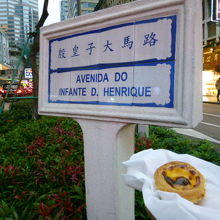 殷皇子大馬路
AVENIDA DO
INFANTE D. HENRIQUE